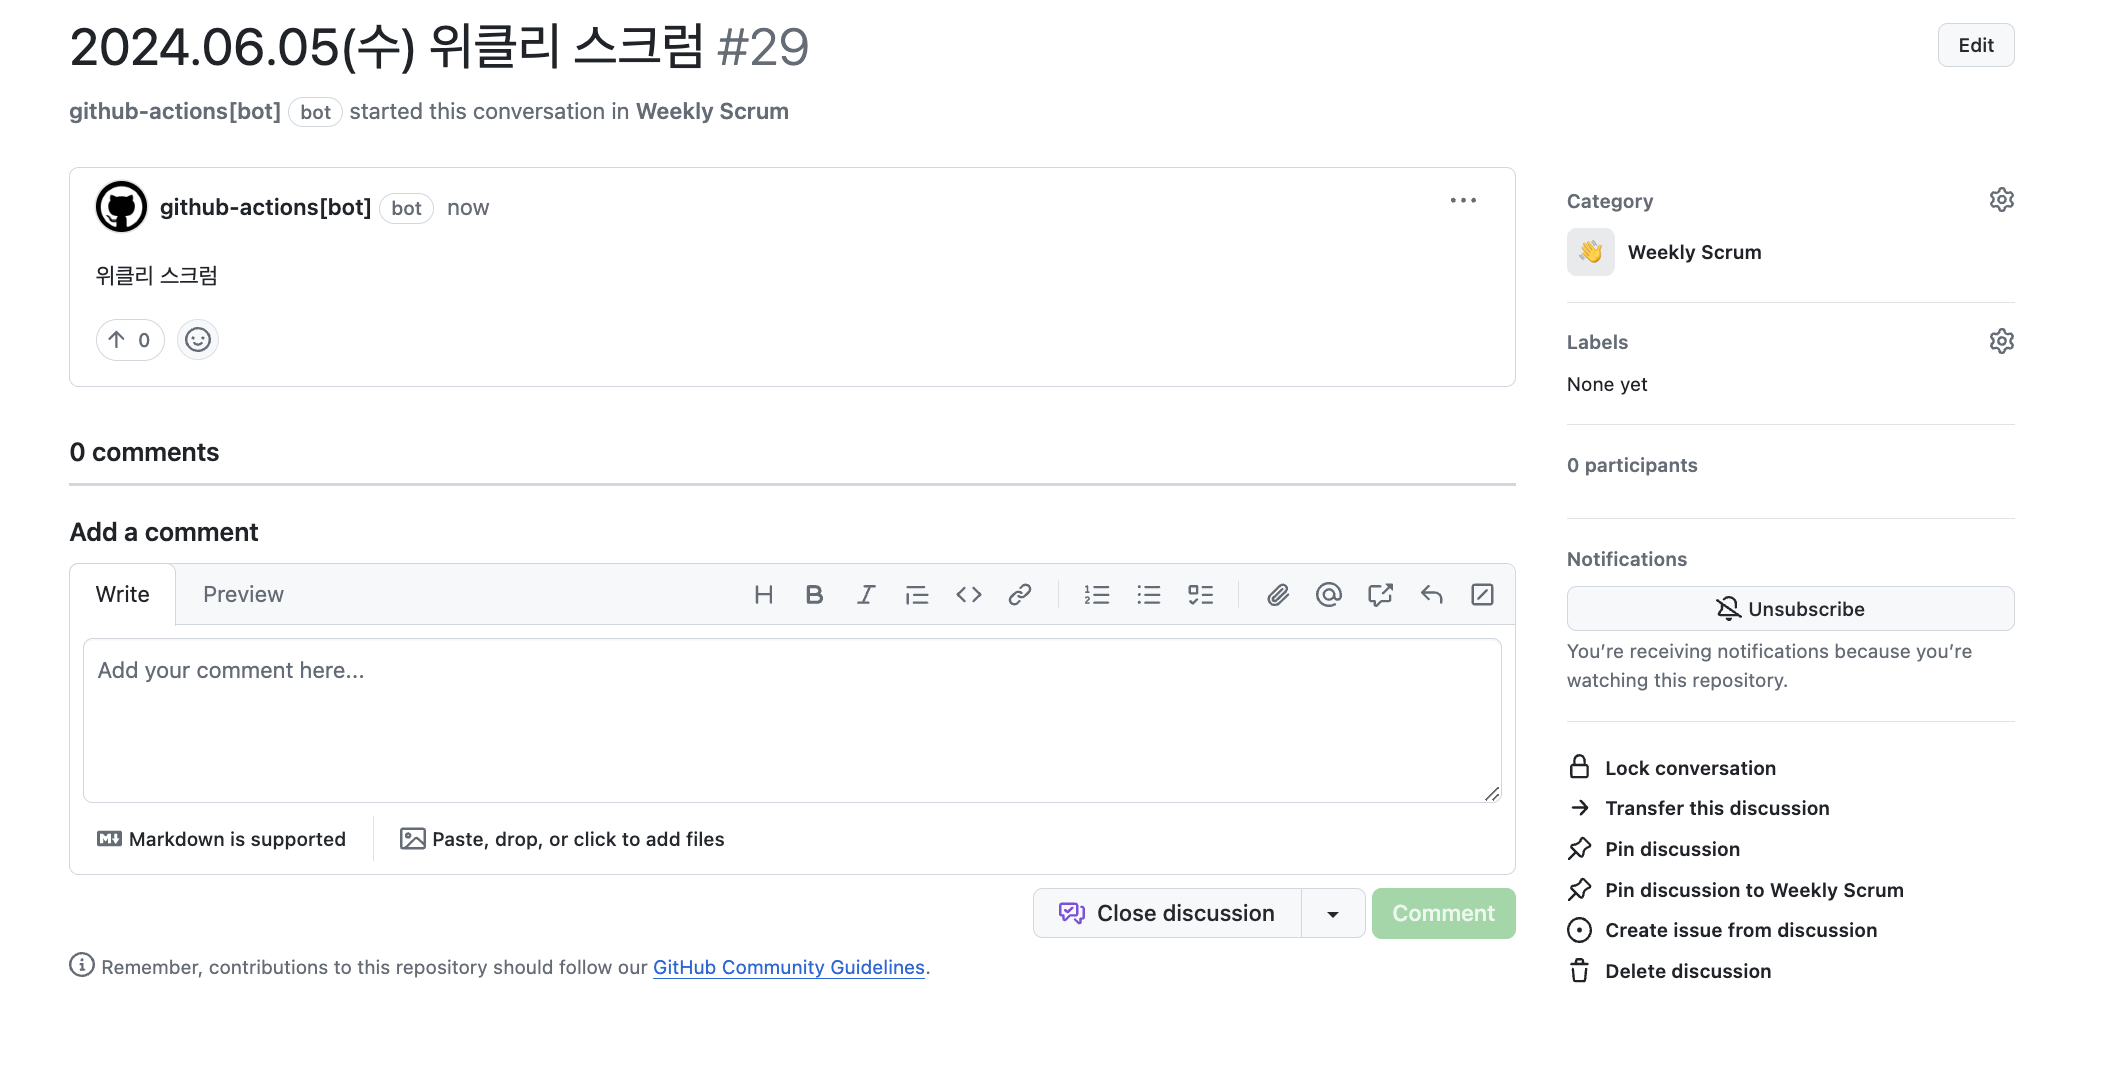 2024.06.05(수) 위클리 스크럼 #29
Edit
github-actions[bot] bot started this conversation in Weekly Scrum
github-actions[bot] bot now
위클리 스크럼
0
0 comments
Add a comment
Write Preview
Add your comment here...
Markdown is supported
Paste, drop, or click to add files
Close discussion
Comment
Remember, contributions to this repository should follow our GitHub Community Guidelines.
Category
Weekly Scrum
Labels
None yet
0 participants
Notifications
Unsubscribe
You’re receiving notifications because you’re
watching this repository.
Lock conversation
Transfer this discussion
Pin discussion
Pin discussion to Weekly Scrum
Create issue from discussion
Delete discussion